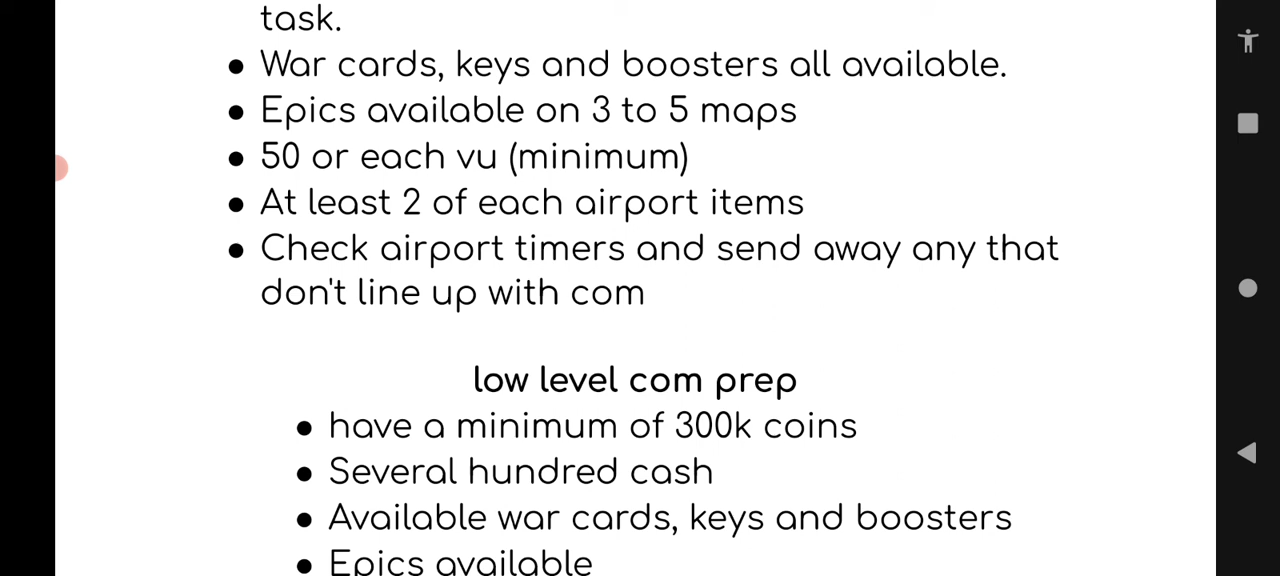 task.
● War cards, keys and boosters all available.
● Epics available on 3 to 5 maps
● 50 or each vu (minimum)
● At least 2 of each airport items
● Check airport timers and send away any that
don't line up with com
low level com prep
● have a minimum of 300k coins
● Several hundred cash
● Available war cards, keys and boosters
● Epics available